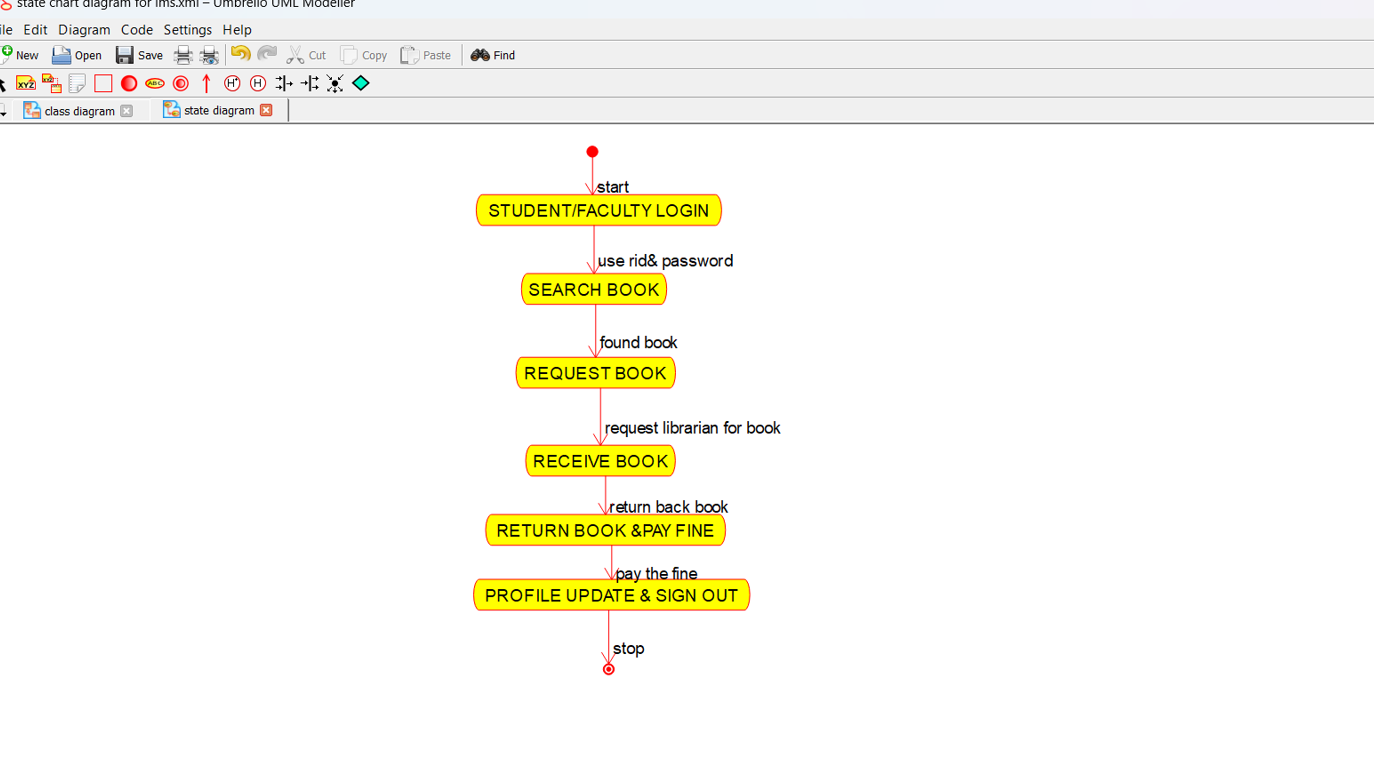 state chart diagram for lms.xml – Umbrello UML Modeller
ile Edit Diagram Code Settings Help
New Open Save Cut Copy Paste Find
XYZ XYZ ABC H* H
class diagram state diagram
start
STUDENT/FACULTY LOGIN
use rid& password
SEARCH BOOK
found book
REQUEST BOOK
request librarian for book
RECEIVE BOOK
return back book
RETURN BOOK &PAY FINE
pay the fine
PROFILE UPDATE & SIGN OUT
stop